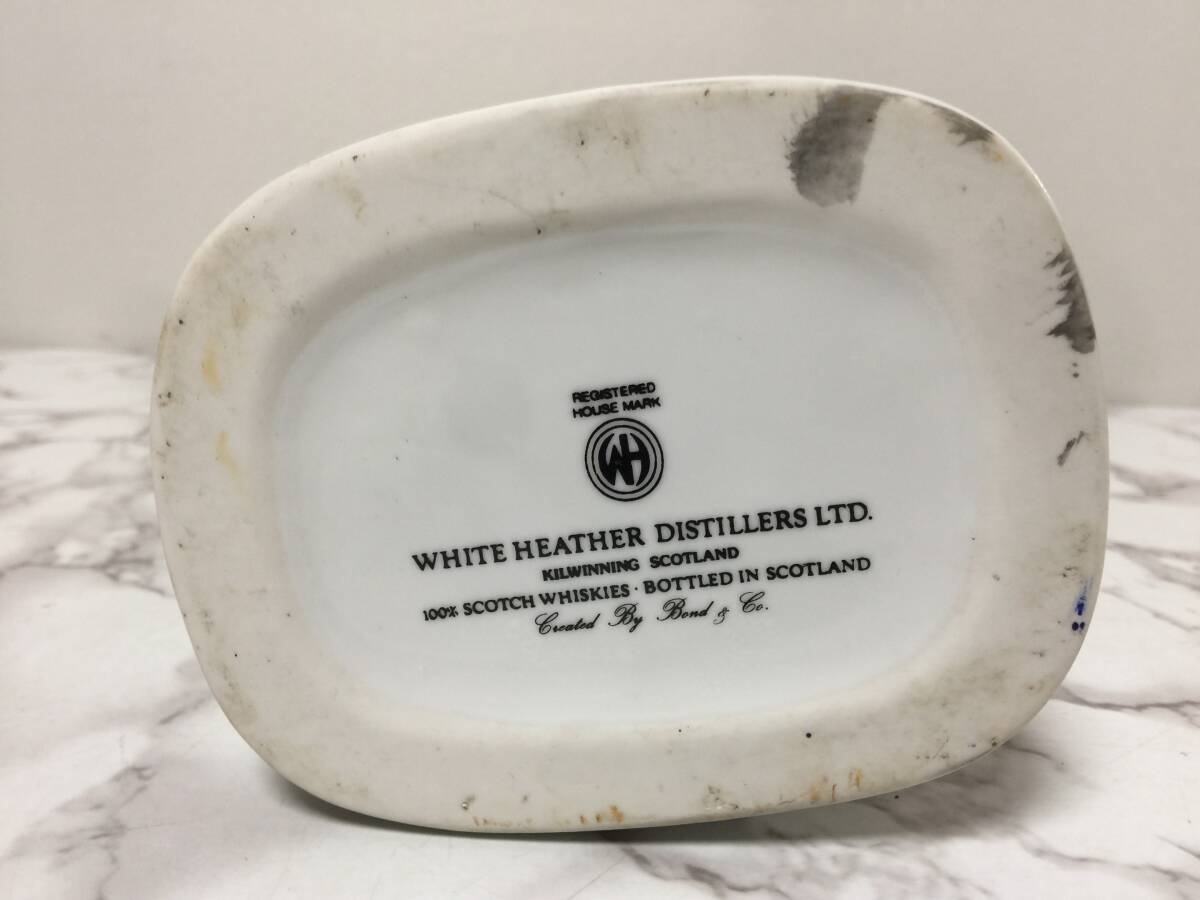 REGISTERED
HOUSE MARK
WH
WHITE HEATHER DISTILLERS LTD.
KILWINNING SCOTLAND
100% SCOTCH WHISKIES · BOTTLED IN SCOTLAND
Created By Bond & Co.